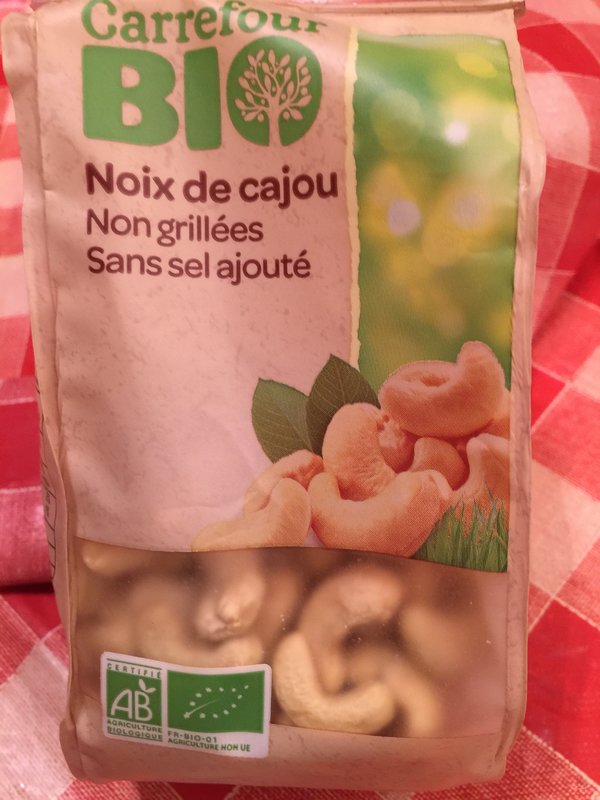 Carrefour
BIO
Noix de cajou
Non grillées
Sans sel ajouté
CERTIFIÉ
AB
AGRICULTURE
BIOLOGIQUE
FR-BIO-01
AGRICULTURE NON UE